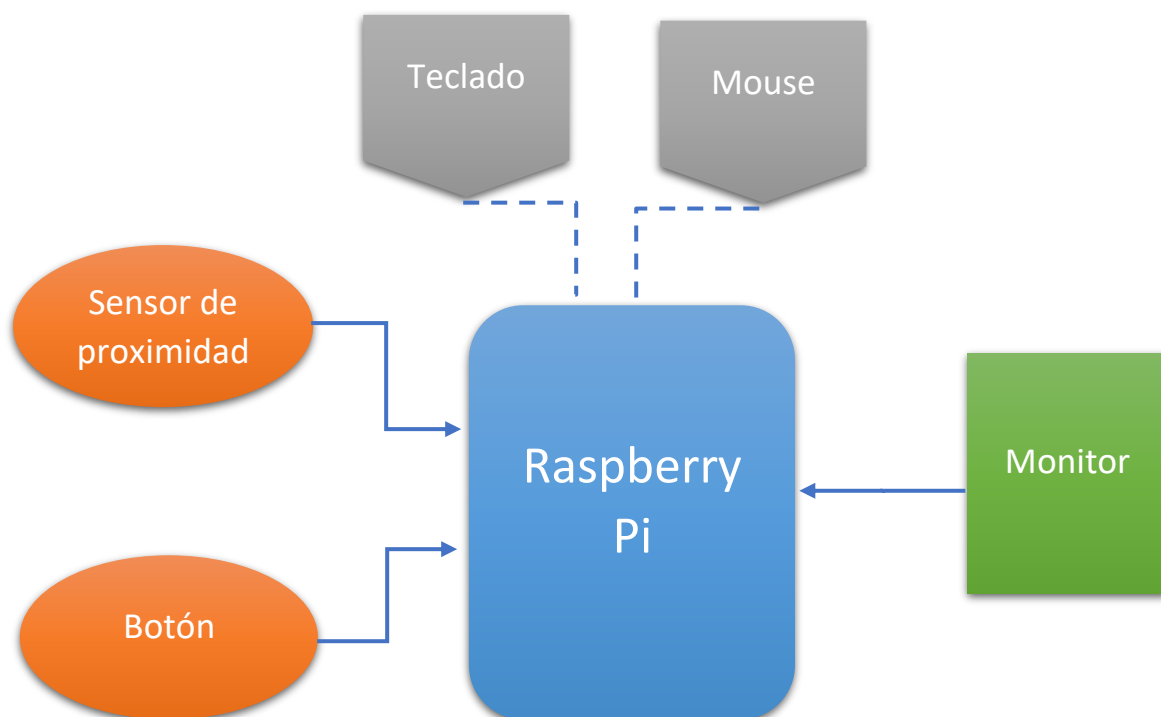 Teclado
Mouse
Sensor de
proximidad
Raspberry
Pi
Monitor
Botón